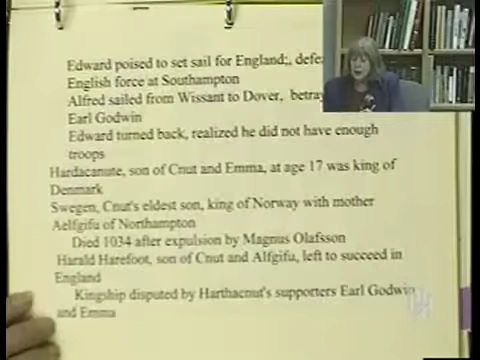 Edward poised to set sail for England;, defe
English force at Southampton
Alfred sailed from Wissant to Dover, betray
Earl Godwin
Edward turned back, realized he did not have enough
troops
Hardacanute, son of Cnut and Emma, at age 17 was king of
Denmark
Swegen, Cnut's eldest son, king of Norway with mother
Aelfgifu of Northampton
Died 1034 after expulsion by Magnus Olafsson
Harald Harefoot, son of Cnut and Alfgifu, left to succeed in
England
Kingship disputed by Harthacnut's supporters Earl Godwin
and Emma